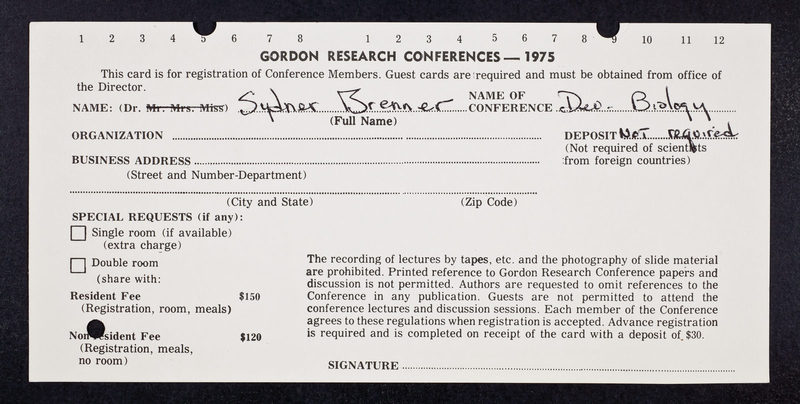 1 2 3 4 5 6 7 8 1 2 3 4 5 6 7 8 9 10 11 12
GORDON RESEARCH CONFERENCES — 1975
This card is for registration of Conference Members. Guest cards are required and must be obtained from office of
the Director.
NAME: (Dr. Mr. Mrs. Miss) Sydner Brenner NAME OF CONFERENCE Dev. Biology
(Full Name)
ORGANIZATION DEPOSIT Not required
(Not required of scientists
from foreign countries)
BUSINESS ADDRESS
(Street and Number-Department)
(City and State) (Zip Code)
SPECIAL REQUESTS (if any):
Single room (if available)
(extra charge)
Double room
(share with:
Resident Fee $150
(Registration, room, meals)
Non Resident Fee $120
(Registration, meals,
no room)
The recording of lectures by tapes, etc. and the photography of slide material
are prohibited. Printed reference to Gordon Research Conference papers and
discussion is not permitted. Authors are requested to omit references to the
Conference in any publication. Guests are not permitted to attend the
conference lectures and discussion sessions. Each member of the Conference
agrees to these regulations when registration is accepted. Advance registration
is required and is completed on receipt of the card with a deposit of $30.
SIGNATURE